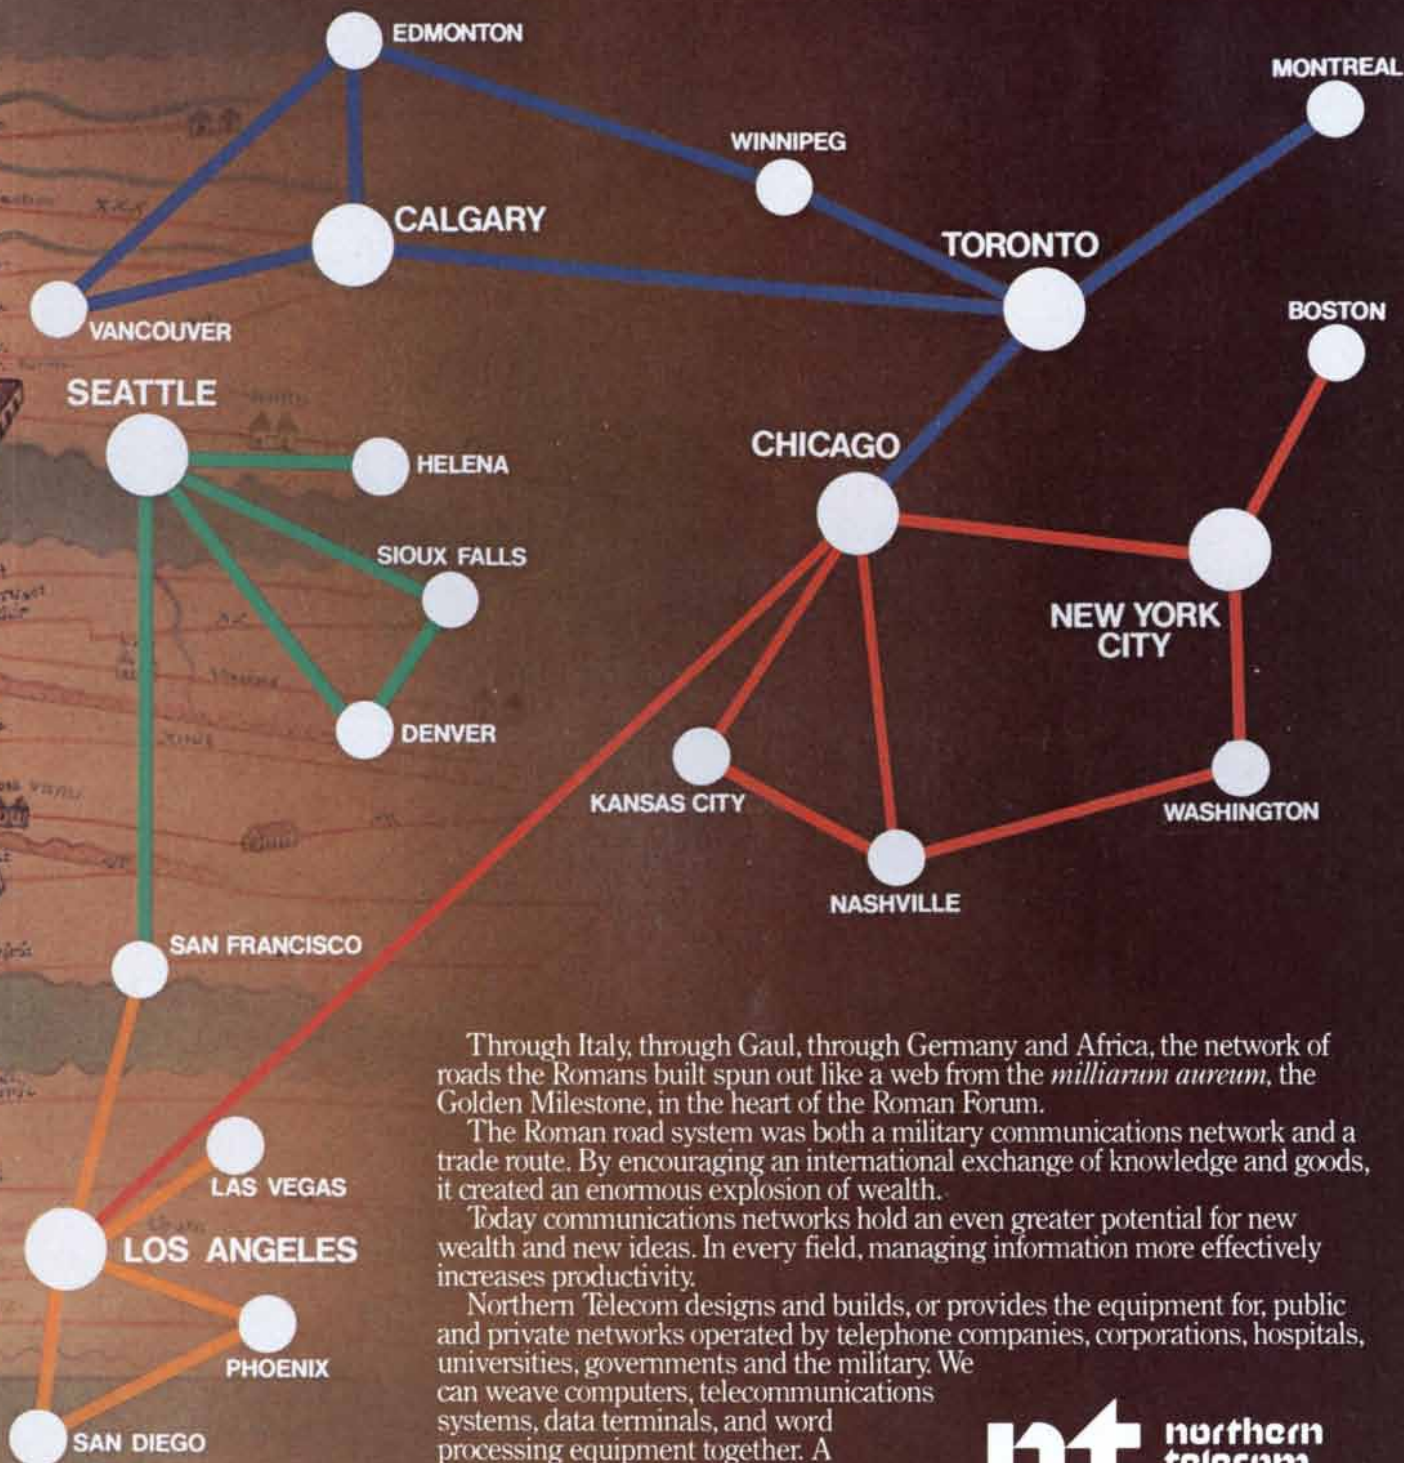 EDMONTON
MONTREAL
WINNIPEG
CALGARY
TORONTO
BOSTON
VANCOUVER
SEATTLE
CHICAGO
HELENA
SIOUX FALLS
NEW YORK
CITY
DENVER
KANSAS CITY
WASHINGTON
NASHVILLE
SAN FRANCISCO
Through Italy, through Gaul, through Germany and Africa, the network of
roads the Romans built spun out like a web from the milliarum aureum, the
Golden Milestone, in the heart of the Roman Forum.
The Roman road system was both a military communications network and a
trade route. By encouraging an international exchange of knowledge and goods,
it created an enormous explosion of wealth.
Today communications networks hold an even greater potential for new
wealth and new ideas. In every field, managing information more effectively
increases productivity.
Northern Telecom designs and builds, or provides the equipment for, public
and private networks operated by telephone companies, corporations, hospitals,
universities, governments and the military. We
can weave computers, telecommunications
systems, data terminals, and word
processing equipment together. A
LAS VEGAS
LOS ANGELES
PHOENIX
SAN DIEGO
nt northern
telecom